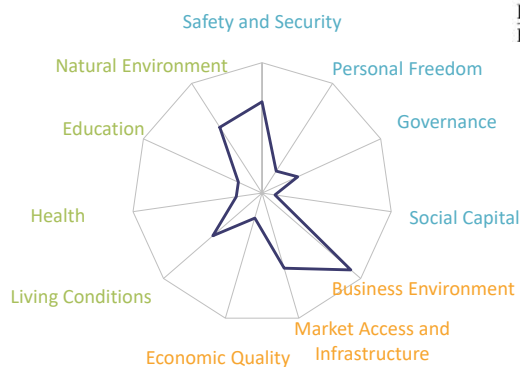 Safety and Security
Natural Environment
Personal Freedom
Education
Governance
Health
Social Capital
Living Conditions
Business Environment
Market Access and
Infrastructure
Economic Quality